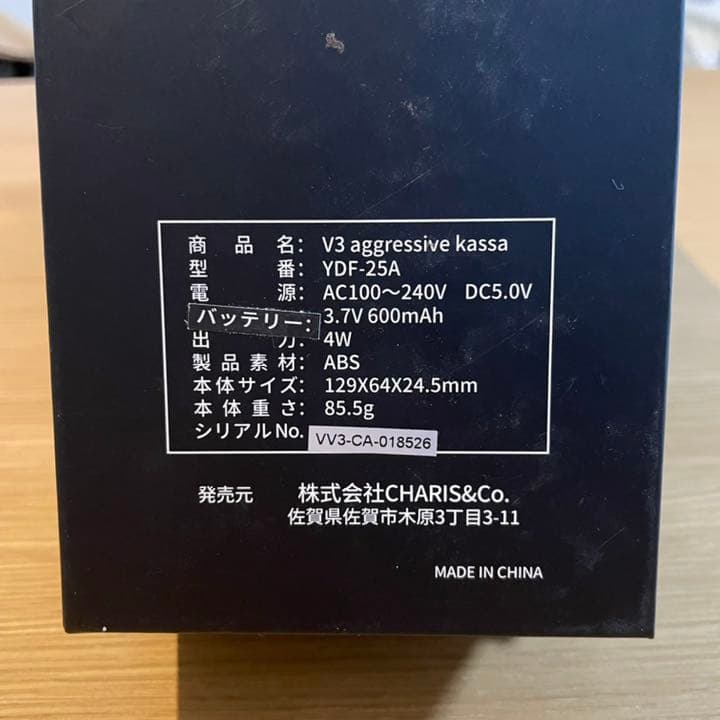 商品名: V3 aggressive kassa
型番: YDF-25A
電源: AC100～240V DC5.0V
バッテリー: 3.7V 600mAh
出力: 4W
製品素材: ABS
本体サイズ: 129X64X24.5mm
本体重さ: 85.5g
シリアルNo. VV3-CA-018526
発売元 株式会社CHARIS&Co.
佐賀県佐賀市木原3丁目3-11
MADE IN CHINA